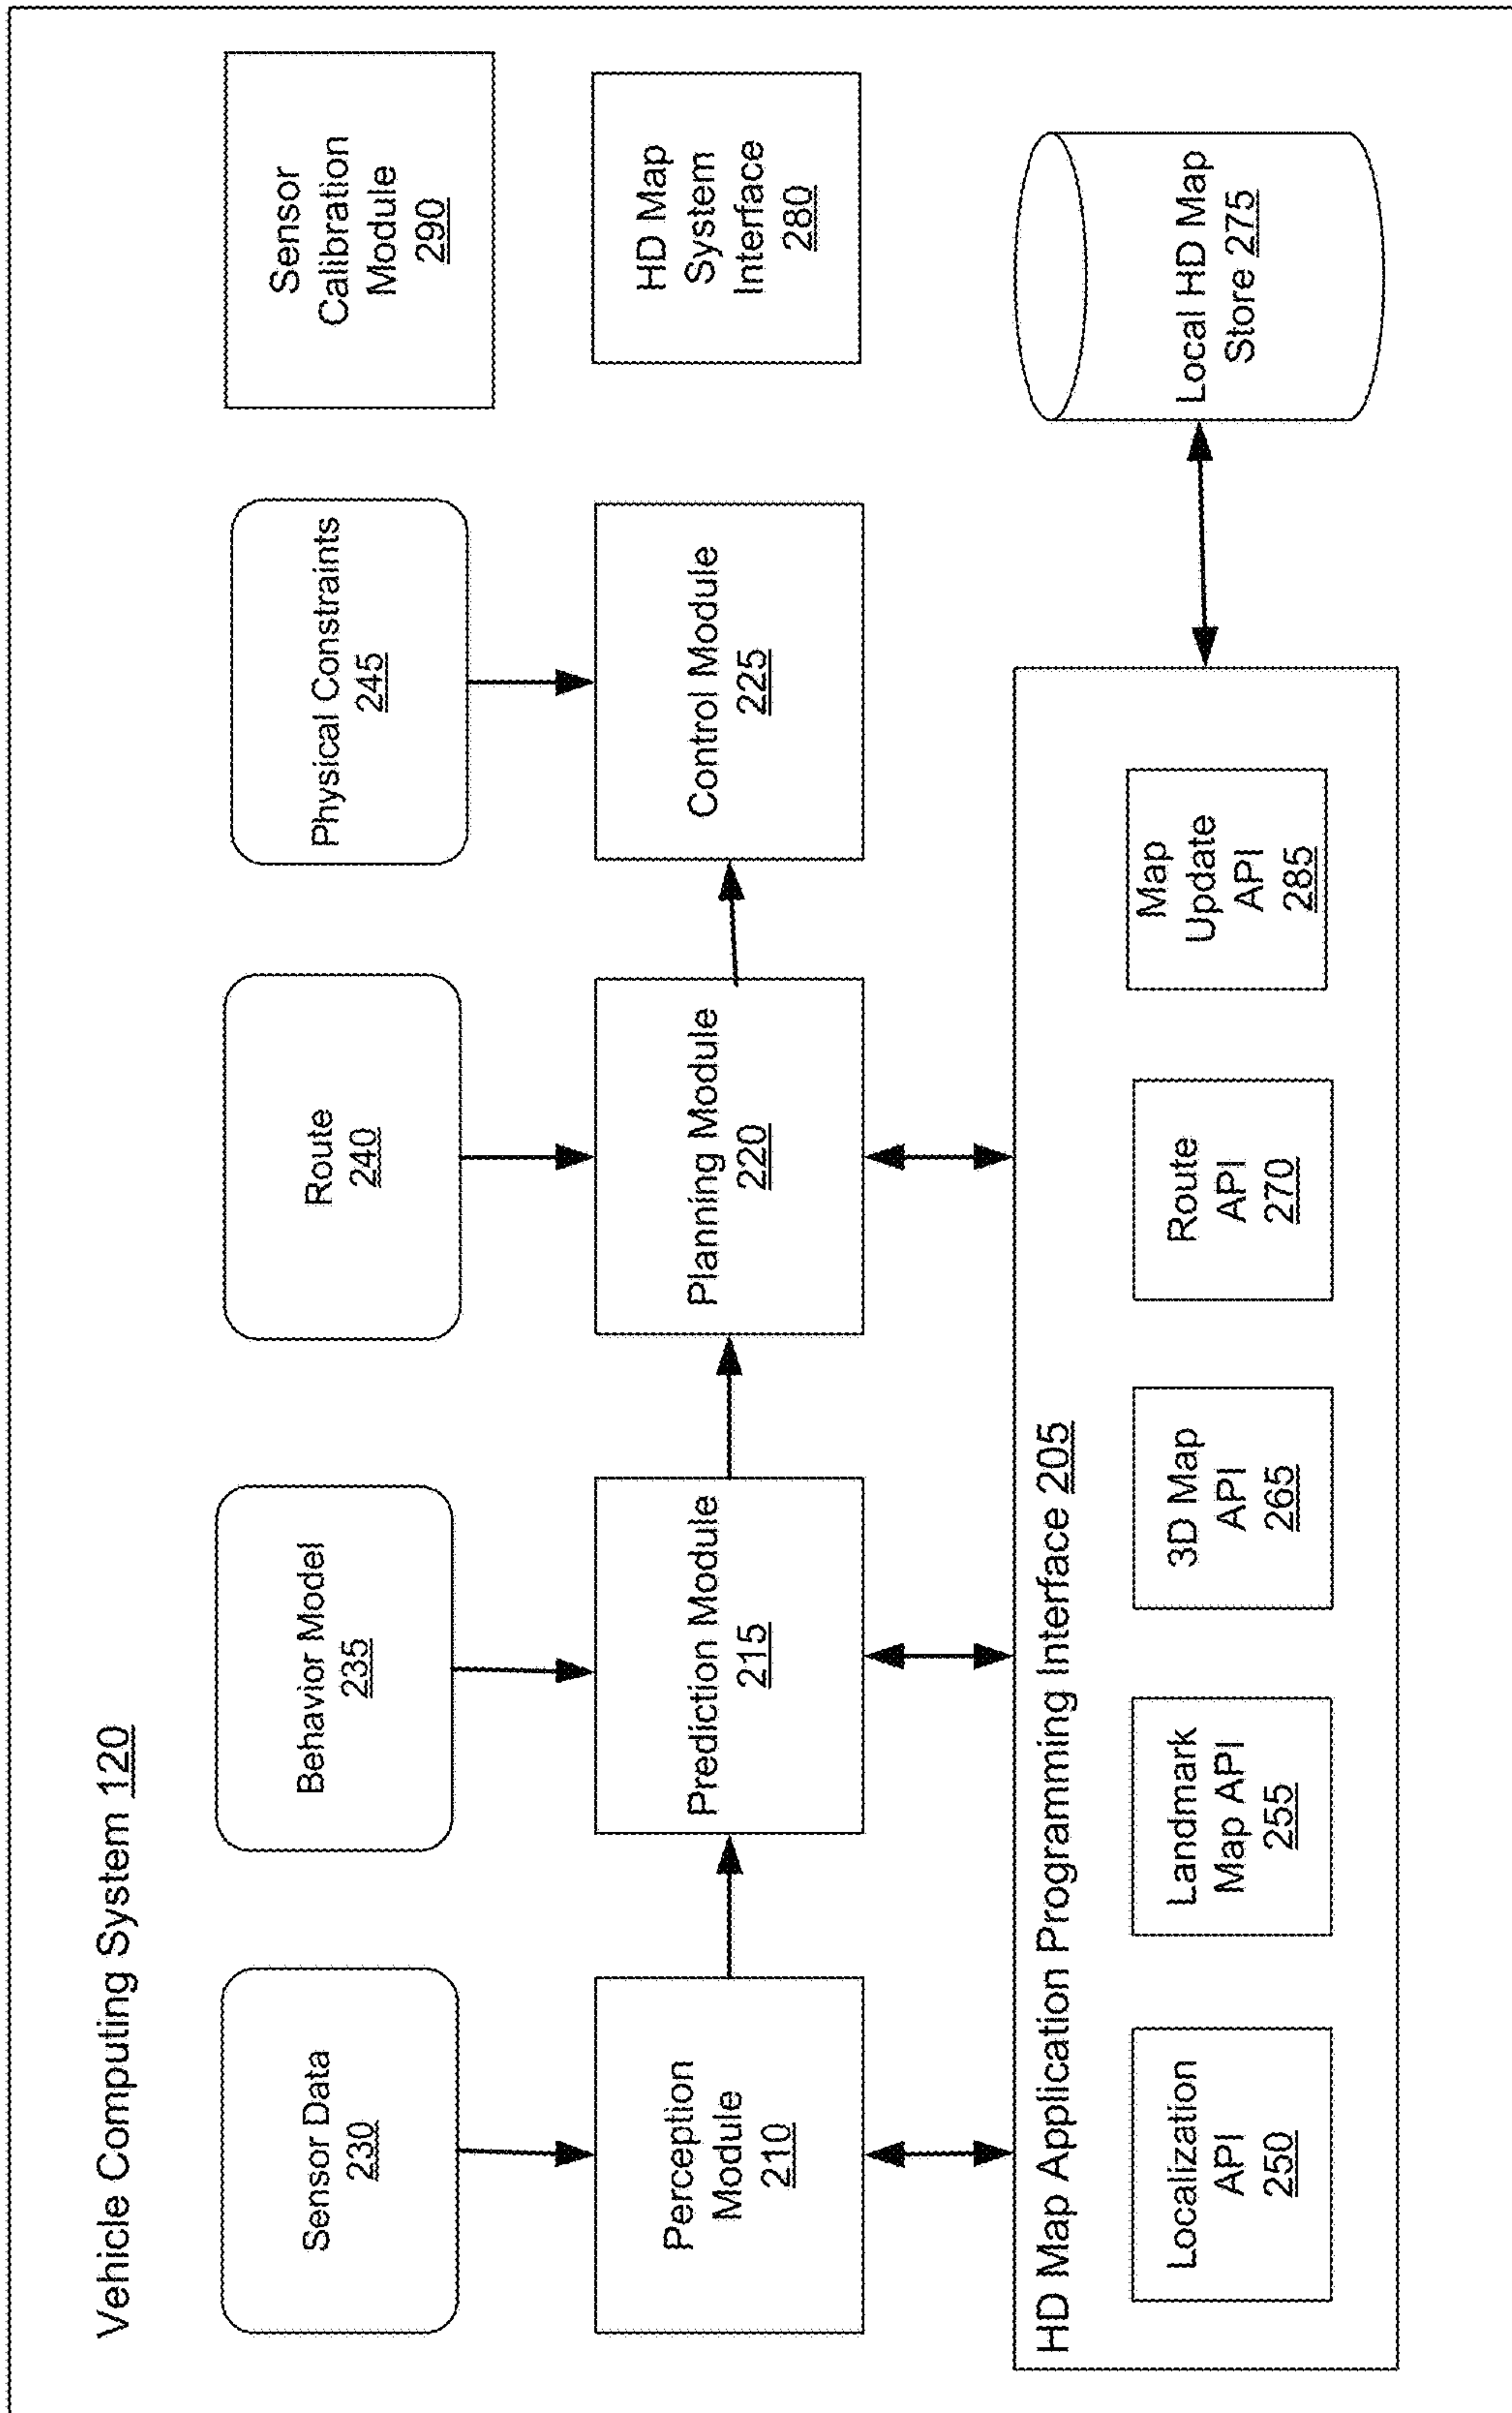 Vehicle Computing System 120
Sensor Data
230
Behavior Model
235
Route
240
Physical Constraints
245
Sensor
Calibration
Module
290
Perception
Module
210
Prediction Module
215
Planning Module
220
Control Module
225
HD Map
System
Interface
280
HD Map Application Programming Interface 205
Localization
API
250
Landmark
Map API
255
3D Map
API
265
Route
API
270
Map
Update
API
285
Local HD Map
Store 275